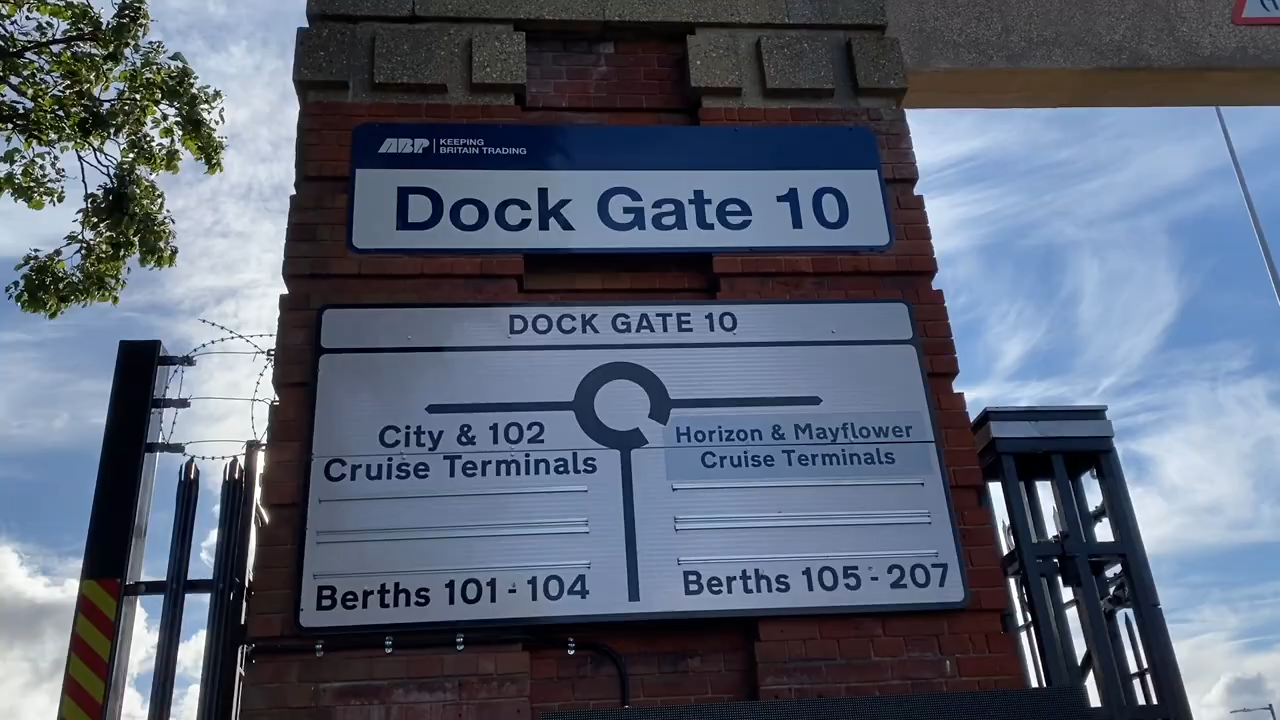 ABP KEEPING
BRITAIN TRADING
Dock Gate 10
DOCK GATE 10
City & 102
Cruise Terminals
Horizon & Mayflower
Cruise Terminals
Berths 101 - 104
Berths 105 - 207